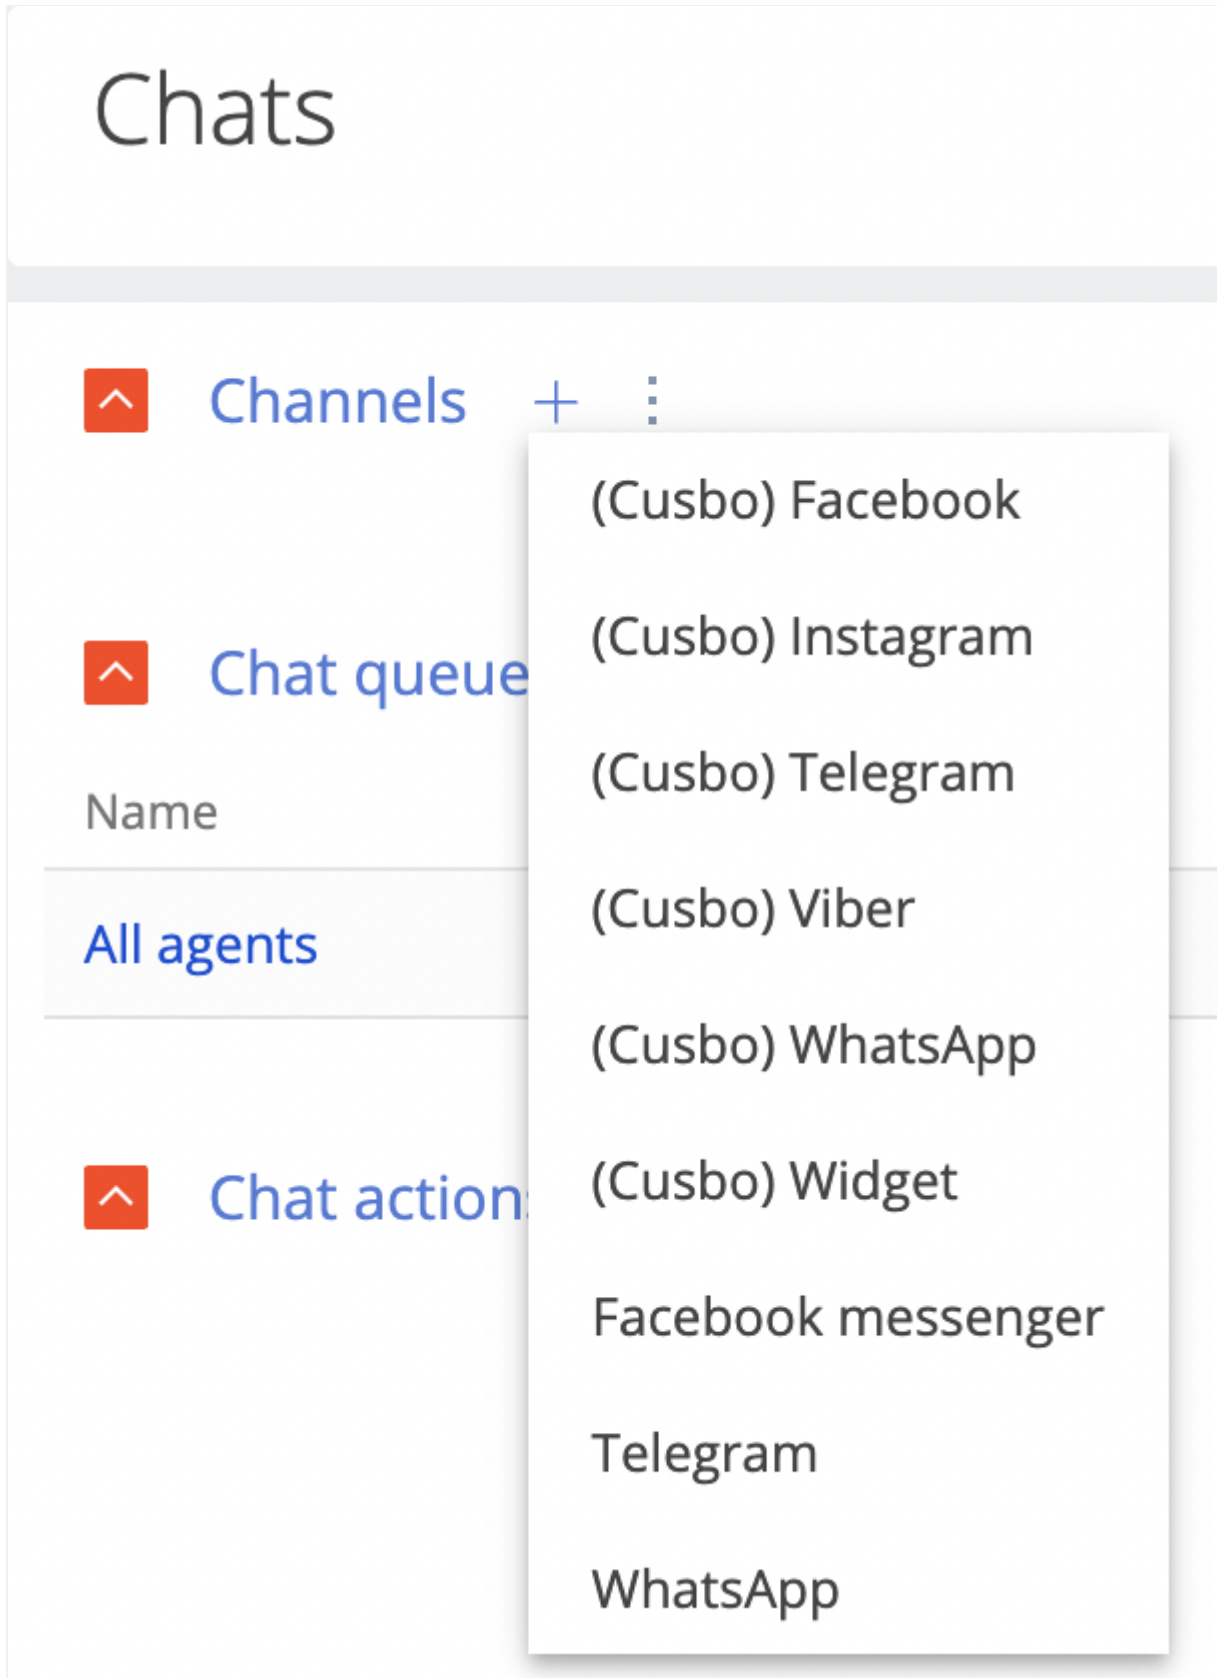 Chats
Channels
(Cusbo) Facebook
(Cusbo) Instagram
Chat queue
(Cusbo) Telegram
Name
(Cusbo) Viber
All agents
(Cusbo) WhatsApp
(Cusbo) Widget
Chat action
Facebook messenger
Telegram
WhatsApp